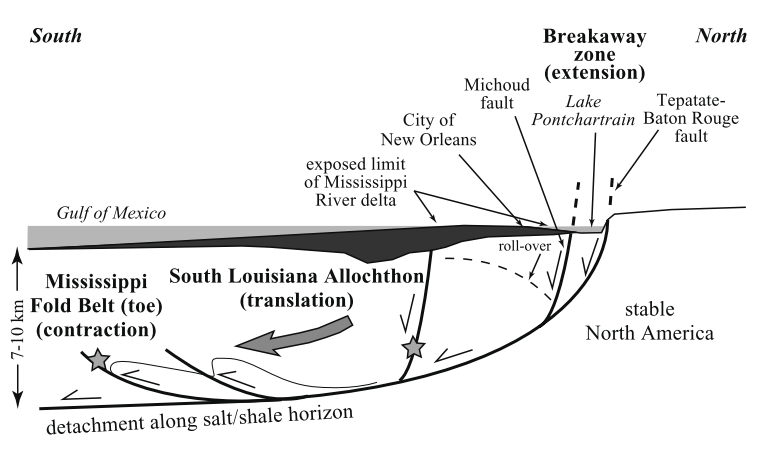 South
Breakaway
zone
(extension)
North
Michoud
fault
Lake
Pontchartrain
Tepatate-
Baton Rouge
fault
City of
New Orleans
exposed limit
of Mississippi
River delta
Gulf of Mexico
roll-over
Mississippi
Fold Belt (toe)
(contraction)
South Louisiana Allochthon
(translation)
7-10 km
stable
North America
detachment along salt/shale horizon